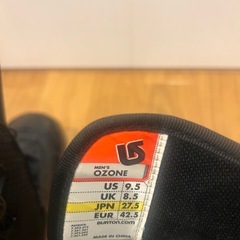 MEN'S
OZONE
US 9.5
UK 8.5
JPN 27.5
EUR 42.5
BURTON.COM
MADE IN CHINA